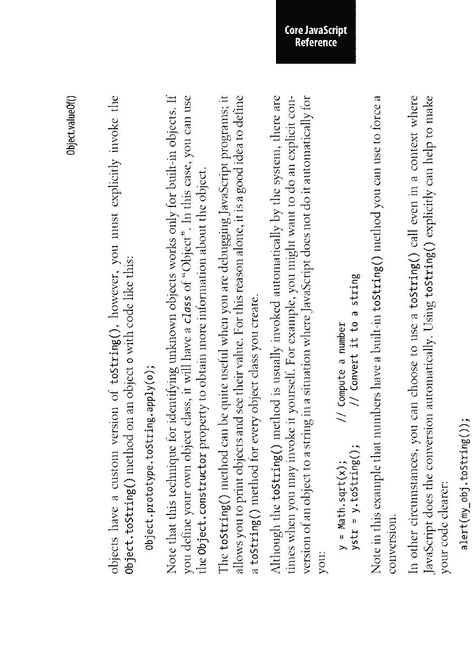 Core JavaScript
Reference
Object.valueOf()
objects have a custom version of toString(), however, you must explicitly invoke the
Object.toString() method on an object o with code like this:
Object.prototype.toString.apply(o);
Note that this technique for identifying unknown objects works only for built-in objects. If
you define your own object class, it will have a class of “Object”. In this case, you can use
the Object.constructor property to obtain more information about the object.
The toString() method can be quite useful when you are debugging JavaScript programs; it
allows you to print objects and see their value. For this reason alone, it is a good idea to define
a toString() method for every object class you create.
Although the toString() method is usually invoked automatically by the system, there are
times when you may invoke it yourself. For example, you might want to do an explicit con-
version of an object to a string in a situation where JavaScript does not do it automatically for
you:
y = Math.sqrt(x); // Compute a number
ystr = y.toString(); // Convert it to a string
Note in this example that numbers have a built-in toString() method you can use to force a
conversion.
In other circumstances, you can choose to use a toString() call even in a context where
JavaScript does the conversion automatically. Using toString() explicitly can help to make
your code clearer:
alert(my_obj.toString());